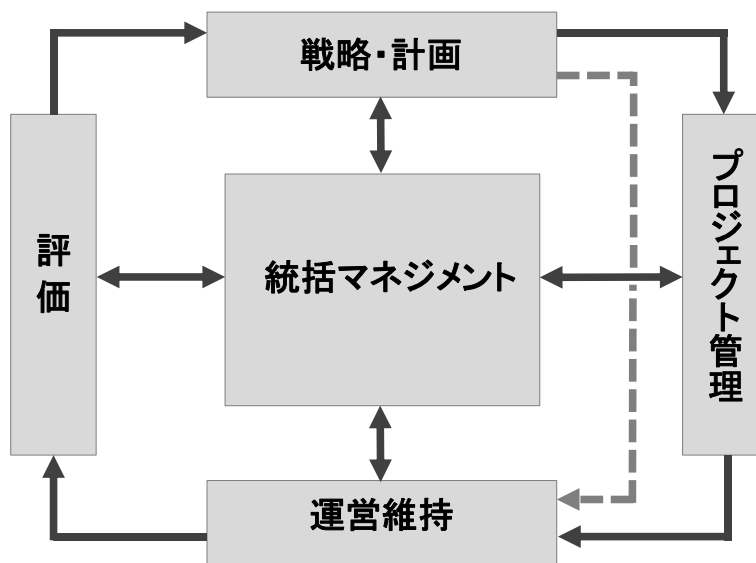 戦略・計画
評価
統括マネジメント
プロジェクト管理
運営維持